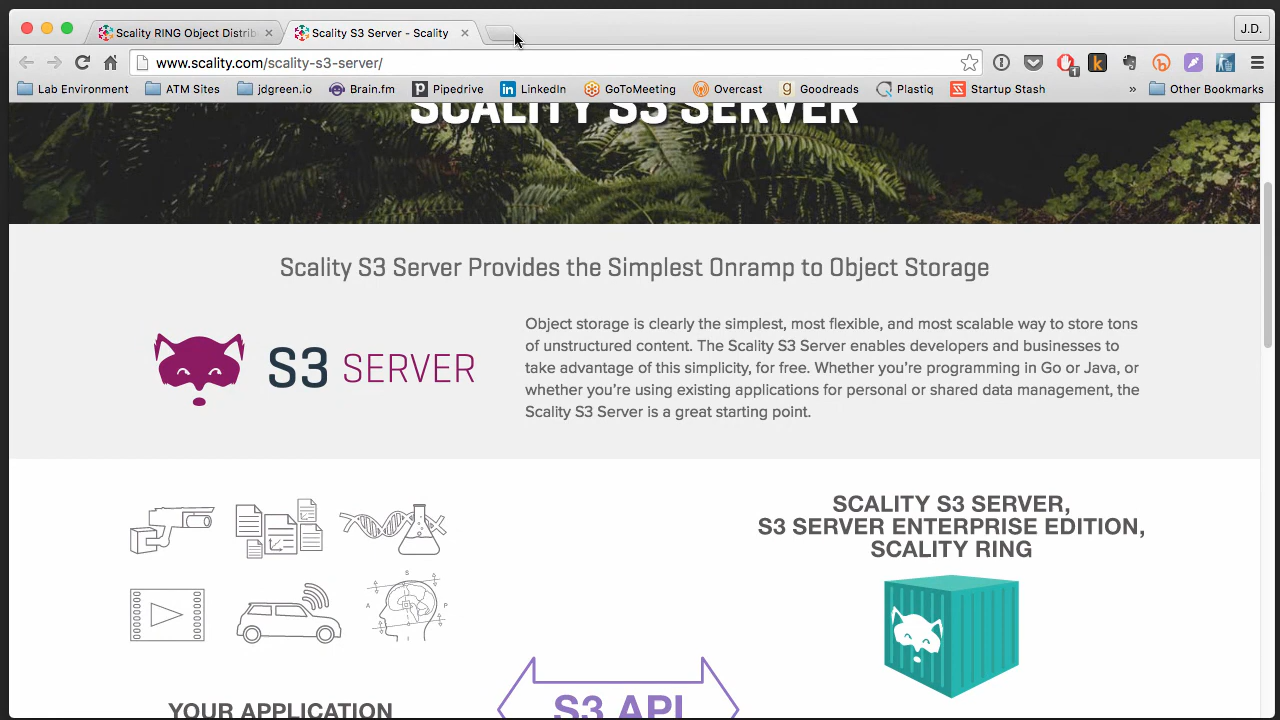 Scality RING Object Distrib
Scality S3 Server - Scality
J.D.
www.scality.com/scality-s3-server/
1
Lab Environment
ATM Sites
Brain.fm
Pipedrive
LinkedIn
GoToMeeting
Overcast
Goodreads
Plastiq
Startup Stash
»
Other Bookmarks
SCALITY S3 SERVER
Scality S3 Server Provides the Simplest Onramp to Object Storage
S3 SERVER
Object storage is clearly the simplest, most flexible, and most scalable way to store tons
of unstructured content. The Scality S3 Server enables developers and businesses to
take advantage of this simplicity, for free. Whether you're programming in Go or Java, or
whether you're using existing applications for personal or shared data management, the
Scality S3 Server is a great starting point.
SCALITY S3 SERVER,
S3 SERVER ENTERPRISE EDITION,
SCALITY RING
S
A
P
I
YOUR APPLICATION
S3 API